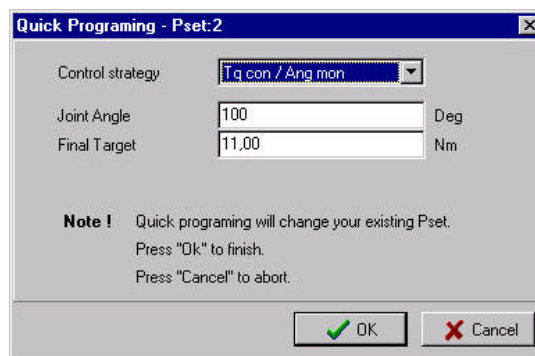 Quick Programing - Pset:2
Control strategy Tq con / Ang mon
Joint Angle 100 Deg
Final Target 11,00 Nm
Note ! Quick programing will change your existing Pset.
Press "Ok" to finish.
Press "Cancel" to abort.
OK Cancel